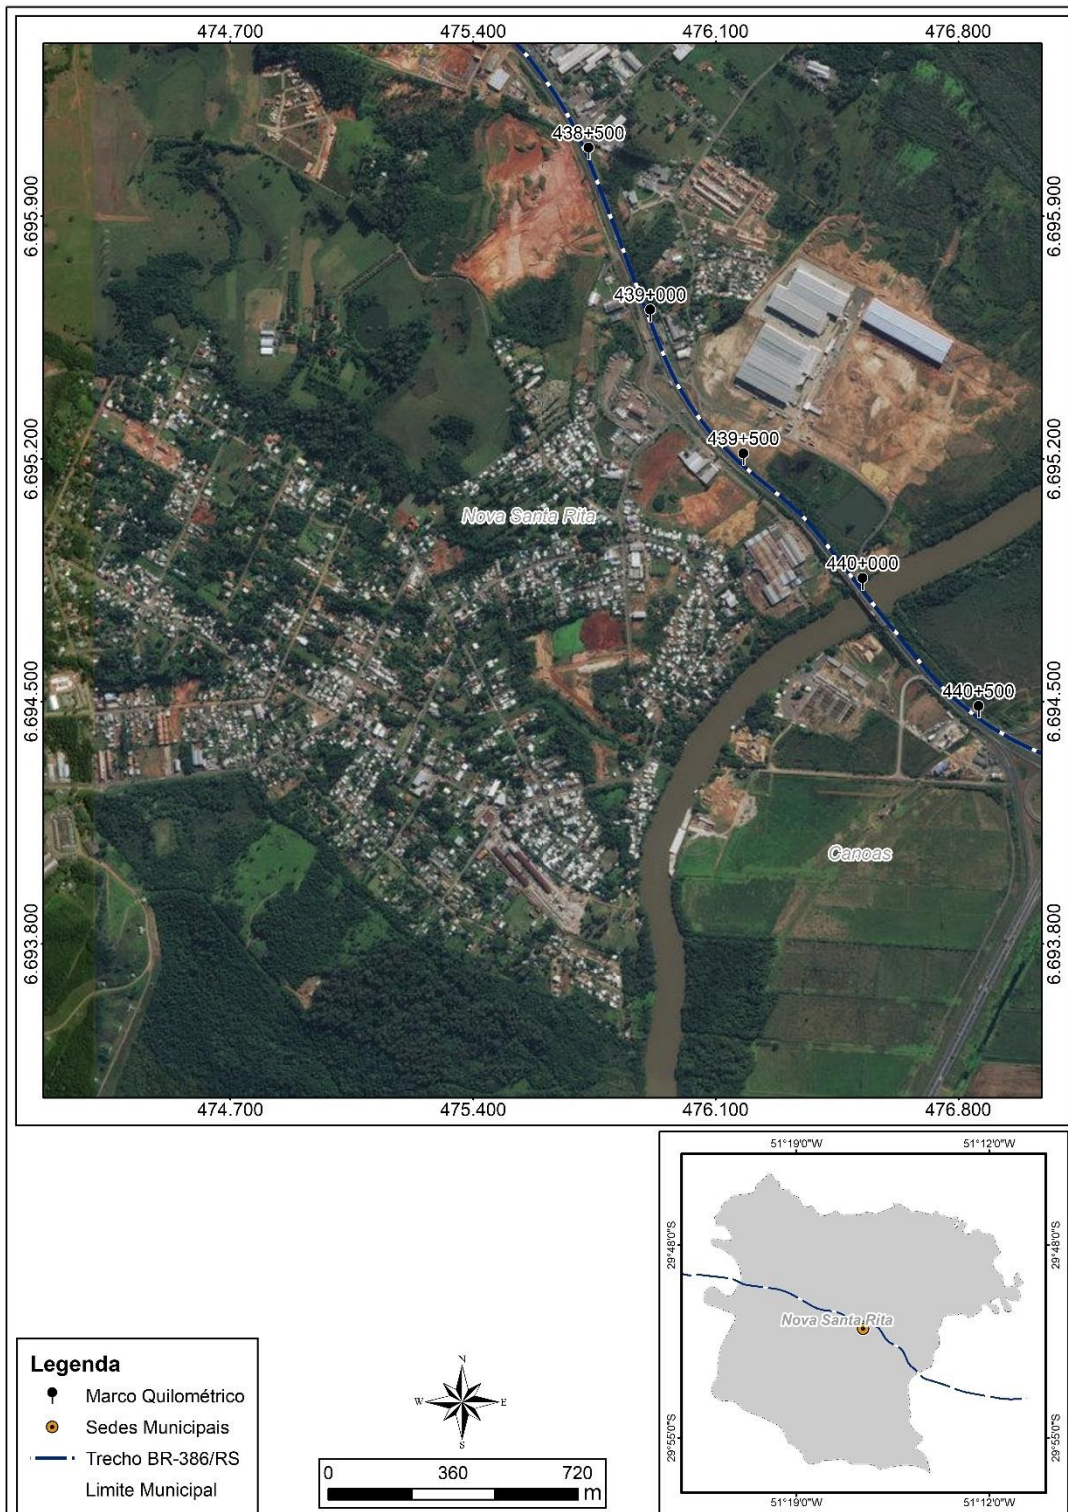 474.700 475.400 476.100 476.800
438+500
6.695.900 6.695.900
439+000
439+500
6.695.200 6.695.200
Nova Santa Rita
440+000
6.694.500 6.694.500
440+500
Canoas
6.693.800 6.693.800
474.700 475.400 476.100 476.800
51°19'0"W 51°12'0"W
29°48'0"S 29°48'0"S
Nova Santa Rita
29°55'0"S 29°55'0"S
51°19'0"W 51°12'0"W
Legenda
Marco Quilométrico
Sedes Municipais
Trecho BR-386/RS
Limite Municipal
N
W E
S
0 360 720
m